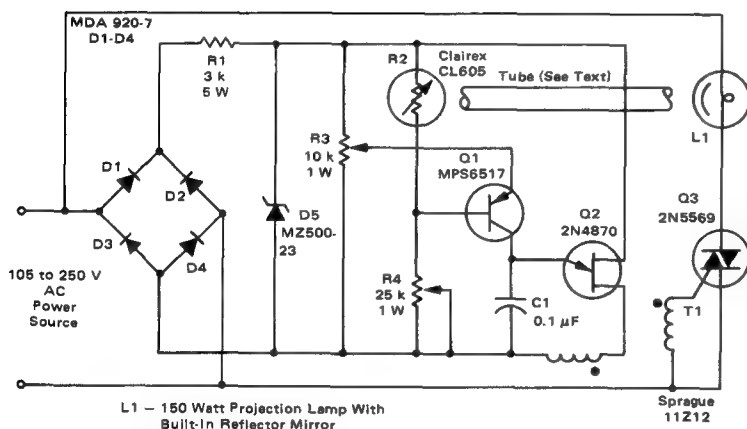 MDA 920-7
D1-D4
R1
3 k
5 W
R2
Clairex
CL605
Tube (See Text)
L1
D1
D2
D3
D4
R3
10 k
1 W
Q1
MPS6517
D5
MZ500-
23
Q2
2N4870
Q3
2N5569
105 to 250 V
AC
Power
Source
R4
25 k
1 W
C1
0.1 μF
T1
Sprague
11Z12
L1 – 150 Watt Projection Lamp With
Built-In Reflector Mirror